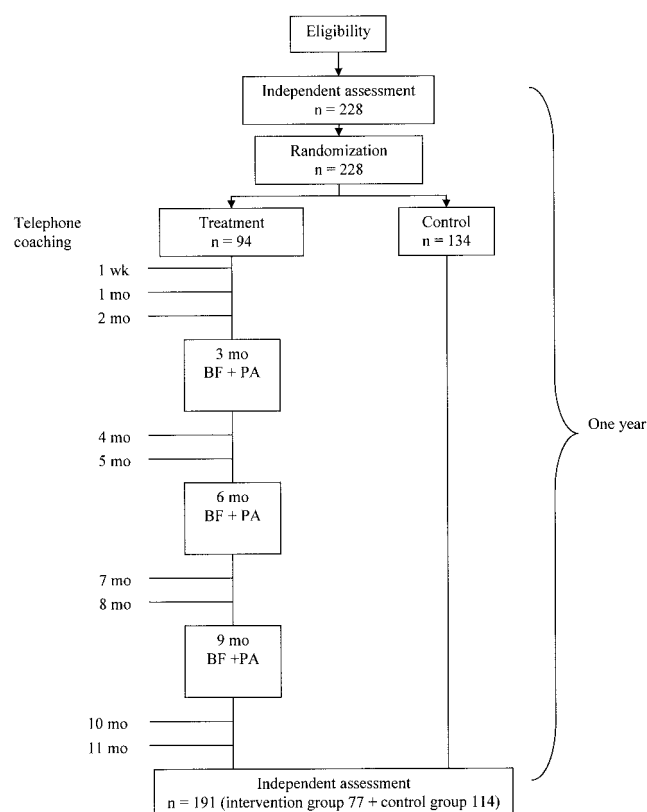 Eligibility
Independent assessment
n = 228
Randomization
n = 228
Telephone
coaching
Treatment
n = 94
Control
n = 134
1 wk
1 mo
2 mo
3 mo
BF + PA
4 mo
5 mo
One year
6 mo
BF + PA
7 mo
8 mo
9 mo
BF +PA
10 mo
11 mo
Independent assessment
n = 191 (intervention group 77 + control group 114)